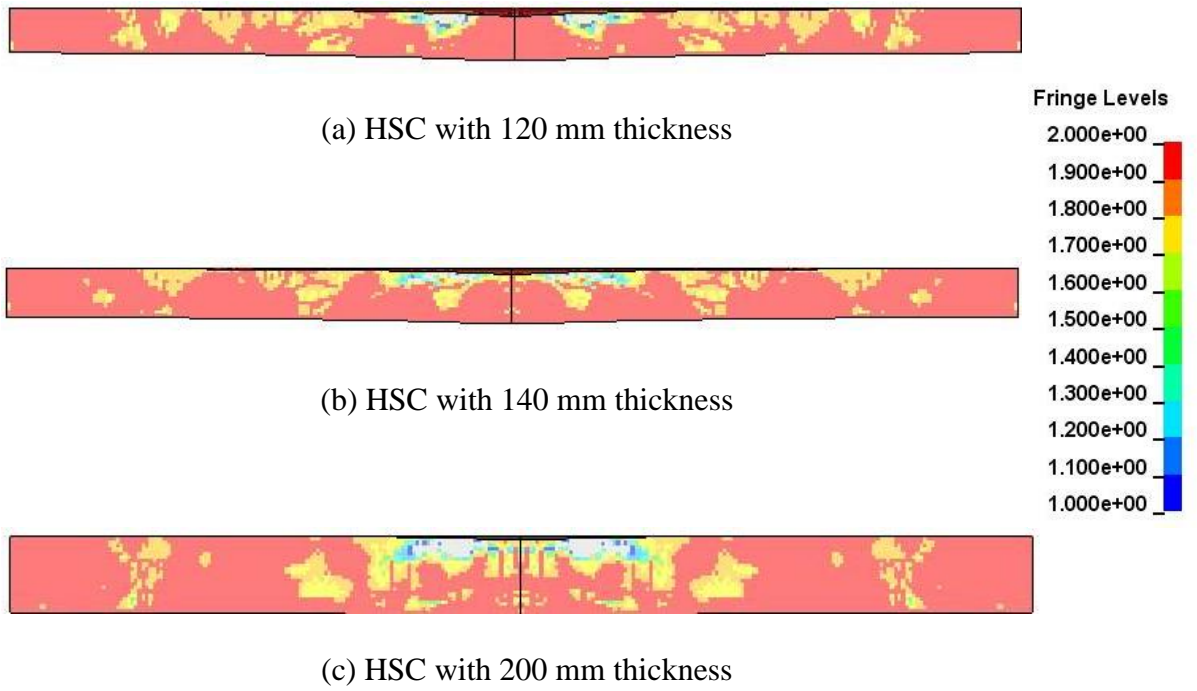 (a) HSC with 120 mm thickness
Fringe Levels
2.000e+00
1.900e+00
1.800e+00
1.700e+00
1.600e+00
1.500e+00
1.400e+00
1.300e+00
1.200e+00
1.100e+00
1.000e+00
(b) HSC with 140 mm thickness
(c) HSC with 200 mm thickness